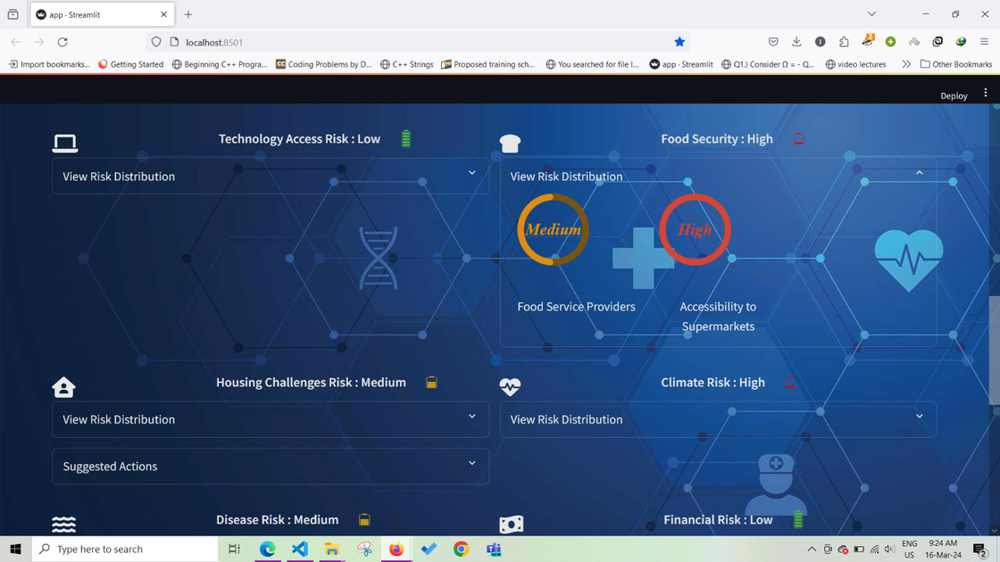 app · Streamlit
localhost:8501
Import bookmarks...
Getting Started
Beginning C++ Progra...
Coding Problems by D...
C++ Strings
Proposed training sch...
You searched for file l...
app · Streamlit
Q1.) Consider Ω = - Q...
video lectures
Other Bookmarks
Deploy
Technology Access Risk : Low
View Risk Distribution
Food Security : High
View Risk Distribution
Medium
High
Food Service Providers
Accessibility to
Supermarkets
Housing Challenges Risk : Medium
View Risk Distribution
Suggested Actions
Climate Risk : High
View Risk Distribution
Disease Risk : Medium
Financial Risk : Low
Type here to search
ENG
US
9:24 AM
16-Mar-24
2